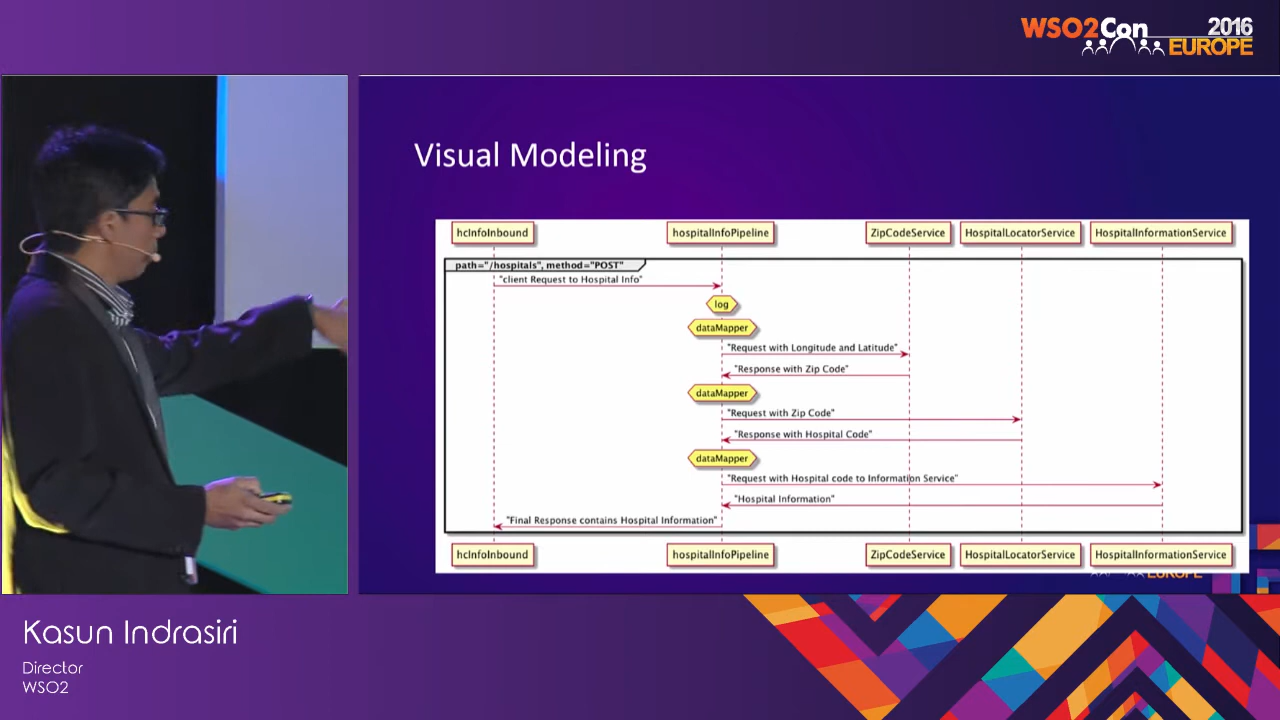 WSO2Con 2016
EUROPE
Visual Modeling
hcInfoInbound hospitalInfoPipeline ZipCodeService HospitalLocatorService HospitalInformationService
path="/hospitals", method="POST"
"client Request to Hospital Info"
log
dataMapper
"Request with Longitude and Latitude"
"Response with Zip Code"
dataMapper
"Request with Zip Code"
"Response with Hospital Code"
dataMapper
"Request with Hospital code to Information Service"
"Hospital Information"
"Final Response contains Hospital Information"
hcInfoInbound hospitalInfoPipeline ZipCodeService HospitalLocatorService HospitalInformationService
EUROPE
Kasun Indrasiri
Director
WSO2